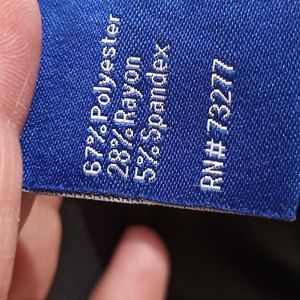 67% Polyester
28% Rayon
5% Spandex
RN# 73277